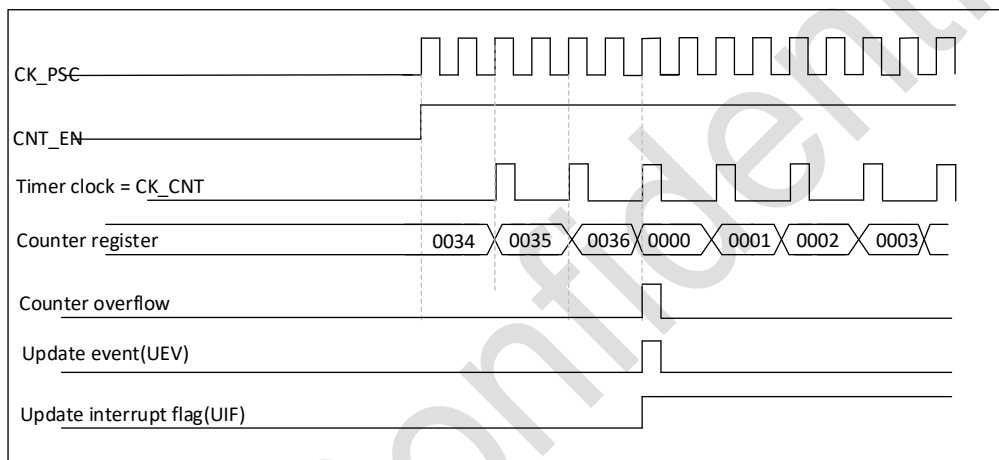 CK_PSC
CNT_EN
Timer clock = CK_CNT
Counter register 0034 0035 0036 0000 0001 0002 0003
Counter overflow
Update event(UEV)
Update interrupt flag(UIF)
Confidenti